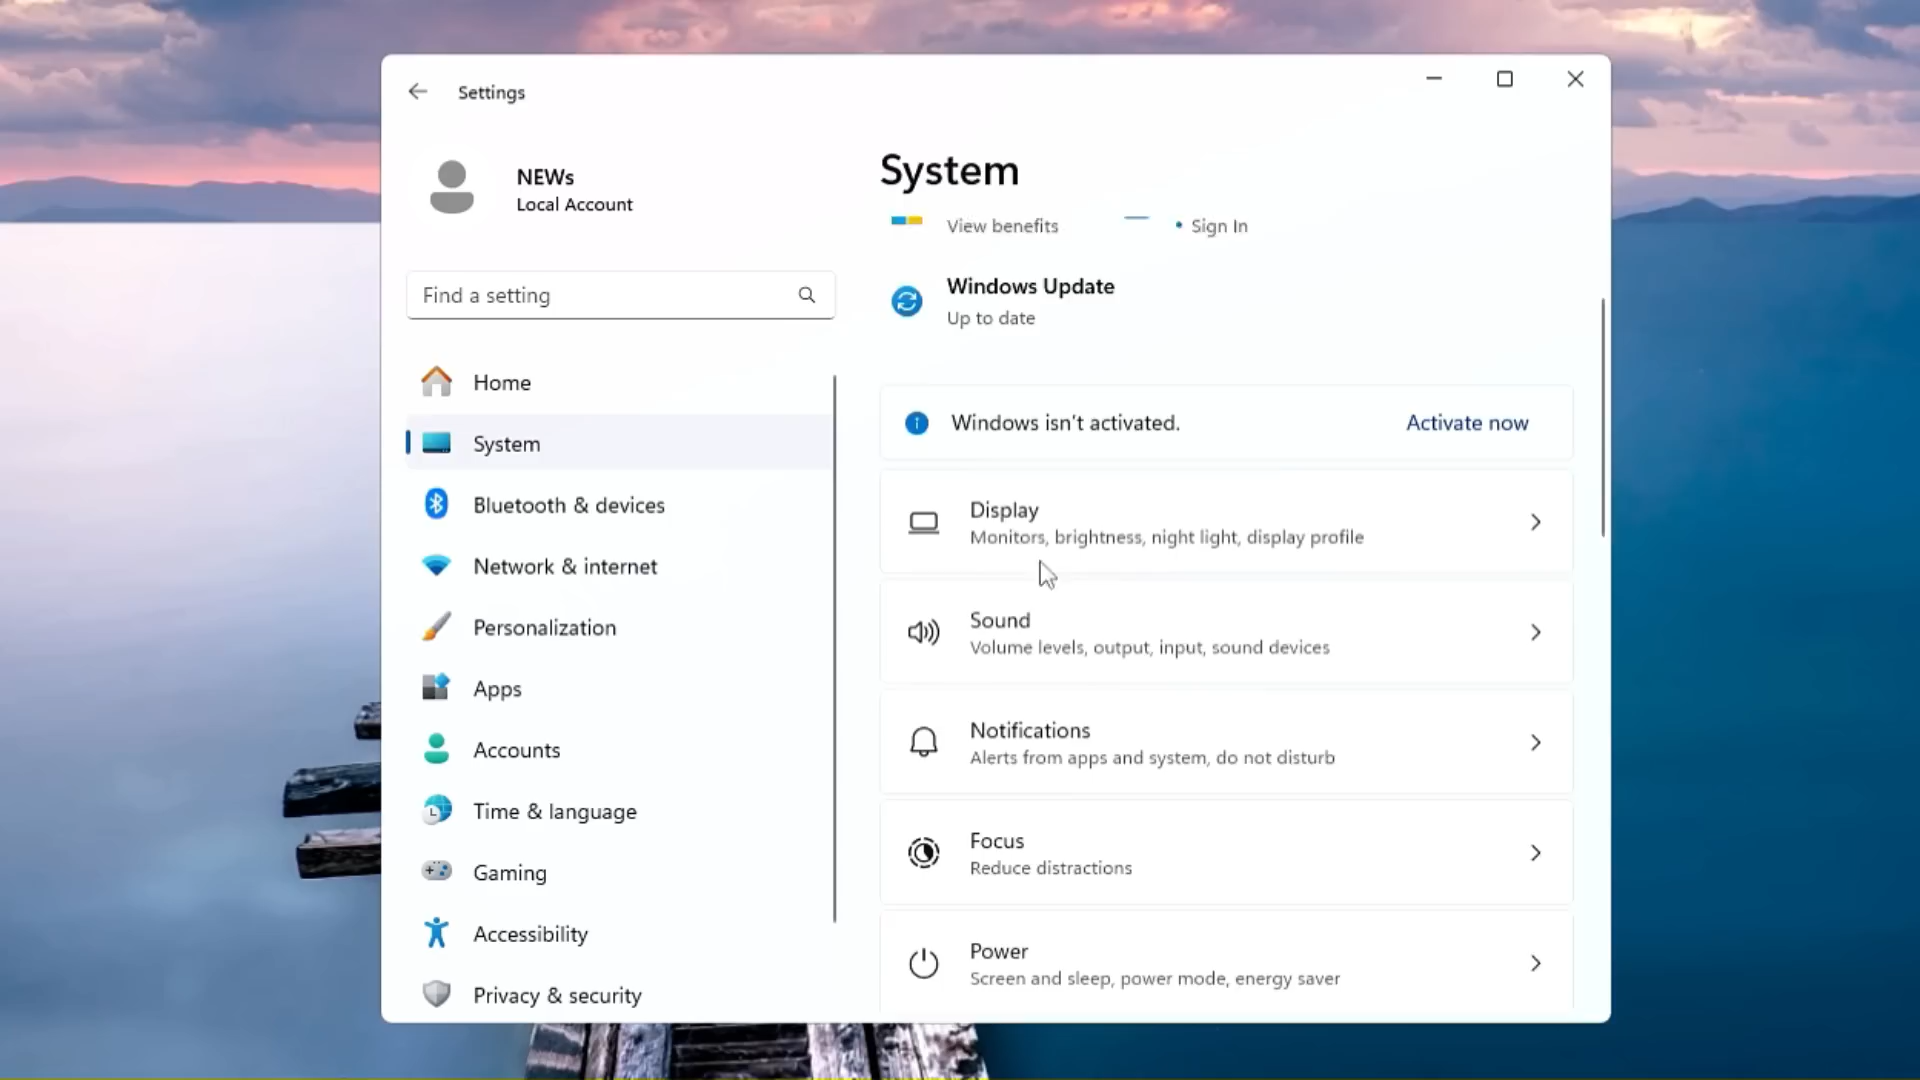 Settings
NEWs
Local Account
Find a setting
Home
System
Bluetooth & devices
Network & internet
Personalization
Apps
Accounts
Time & language
Gaming
Accessibility
Privacy & security
System
View benefits
• Sign In
Windows Update
Up to date
Windows isn't activated.
Activate now
Display
Monitors, brightness, night light, display profile
Sound
Volume levels, output, input, sound devices
Notifications
Alerts from apps and system, do not disturb
Focus
Reduce distractions
Power
Screen and sleep, power mode, energy saver